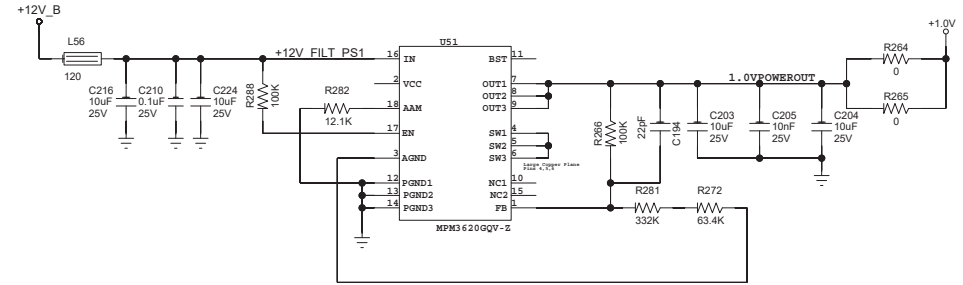 +12V_B
L56
120
+12V_FILT_PS1
C216
10uF
25V
C210
0.1uF
25V
C224
10uF
25V
R288
100K
R282
12.1K
U51
16 IN
2 VCC
18 AAM
17 EN
3 AGND
12 PGND1
13 PGND2
14 PGND3
BST 11
OUT1 7
OUT2 8
OUT3 9
SW1 4
SW2 5
SW3 6
NC1 10
NC2 15
FB 1
MPM3620GQV-Z
Large Copper Plane
Pins 4,5,6
1.0VPOWEROUT
R266
100K
22pF
C194
C203
10uF
25V
C205
10nF
25V
C204
10uF
25V
R281
332K
R272
63.4K
R264
0
R265
0
+1.0V